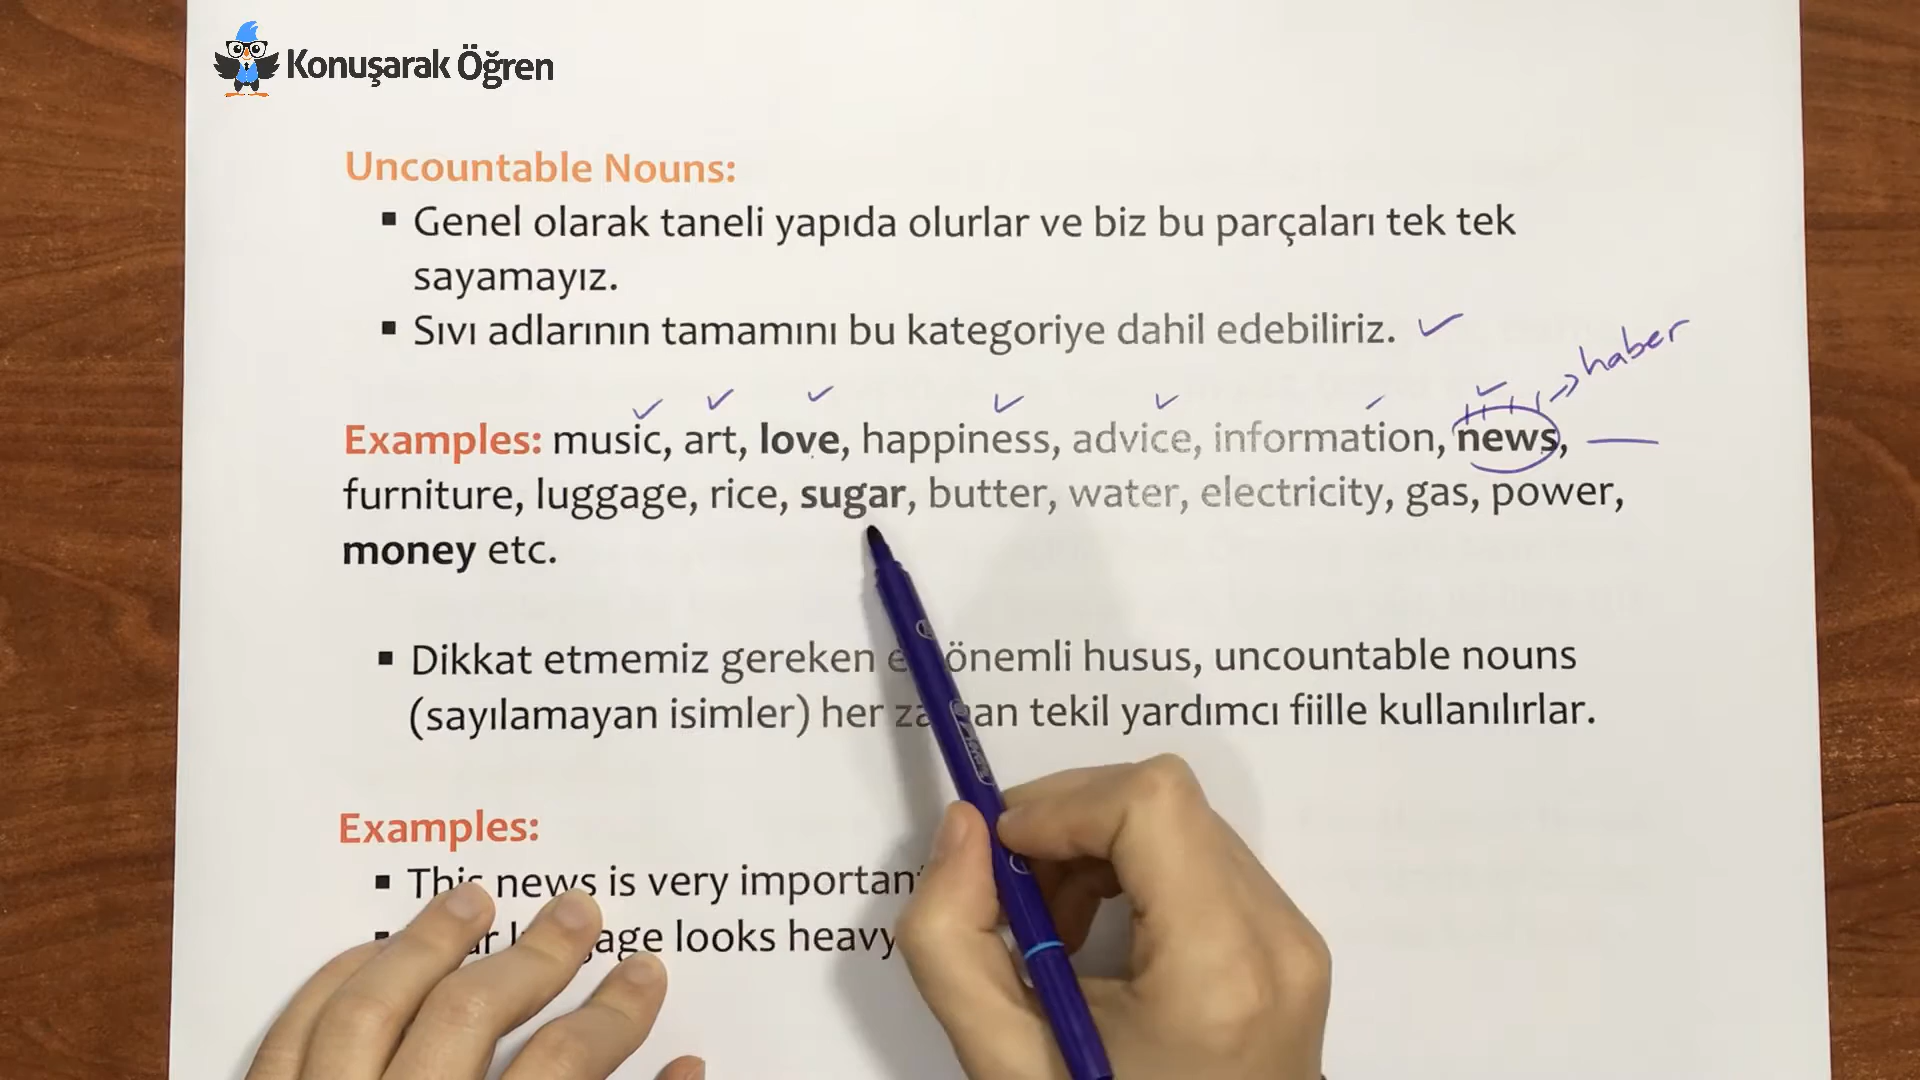 Konuşarak Öğren
Uncountable Nouns:
▪ Genel olarak taneli yapıda olurlar ve biz bu parçaları tek tek
sayamayız.
▪ Sıvı adlarının tamamını bu kategoriye dahil edebiliriz.
haber
Examples: music, art, love, happiness, advice, information, news,
furniture, luggage, rice, sugar, butter, water, electricity, gas, power,
money etc.
▪ Dikkat etmemiz gereken önemli husus, uncountable nouns
(sayılamayan isimler) her zaman tekil yardımcı fiille kullanılırlar.
Examples:
▪ This news is very important
▪ looks heavy